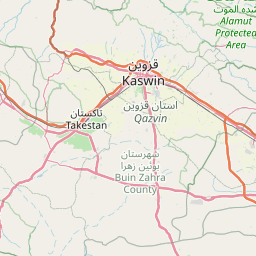 شده الموت
Alamut
Protected
Area
قزوین
Kaswin
استان قزوین
Qazvin
تاکستان
Takestan
شهرستان
بوئین زهرا
Buin Zahra
County